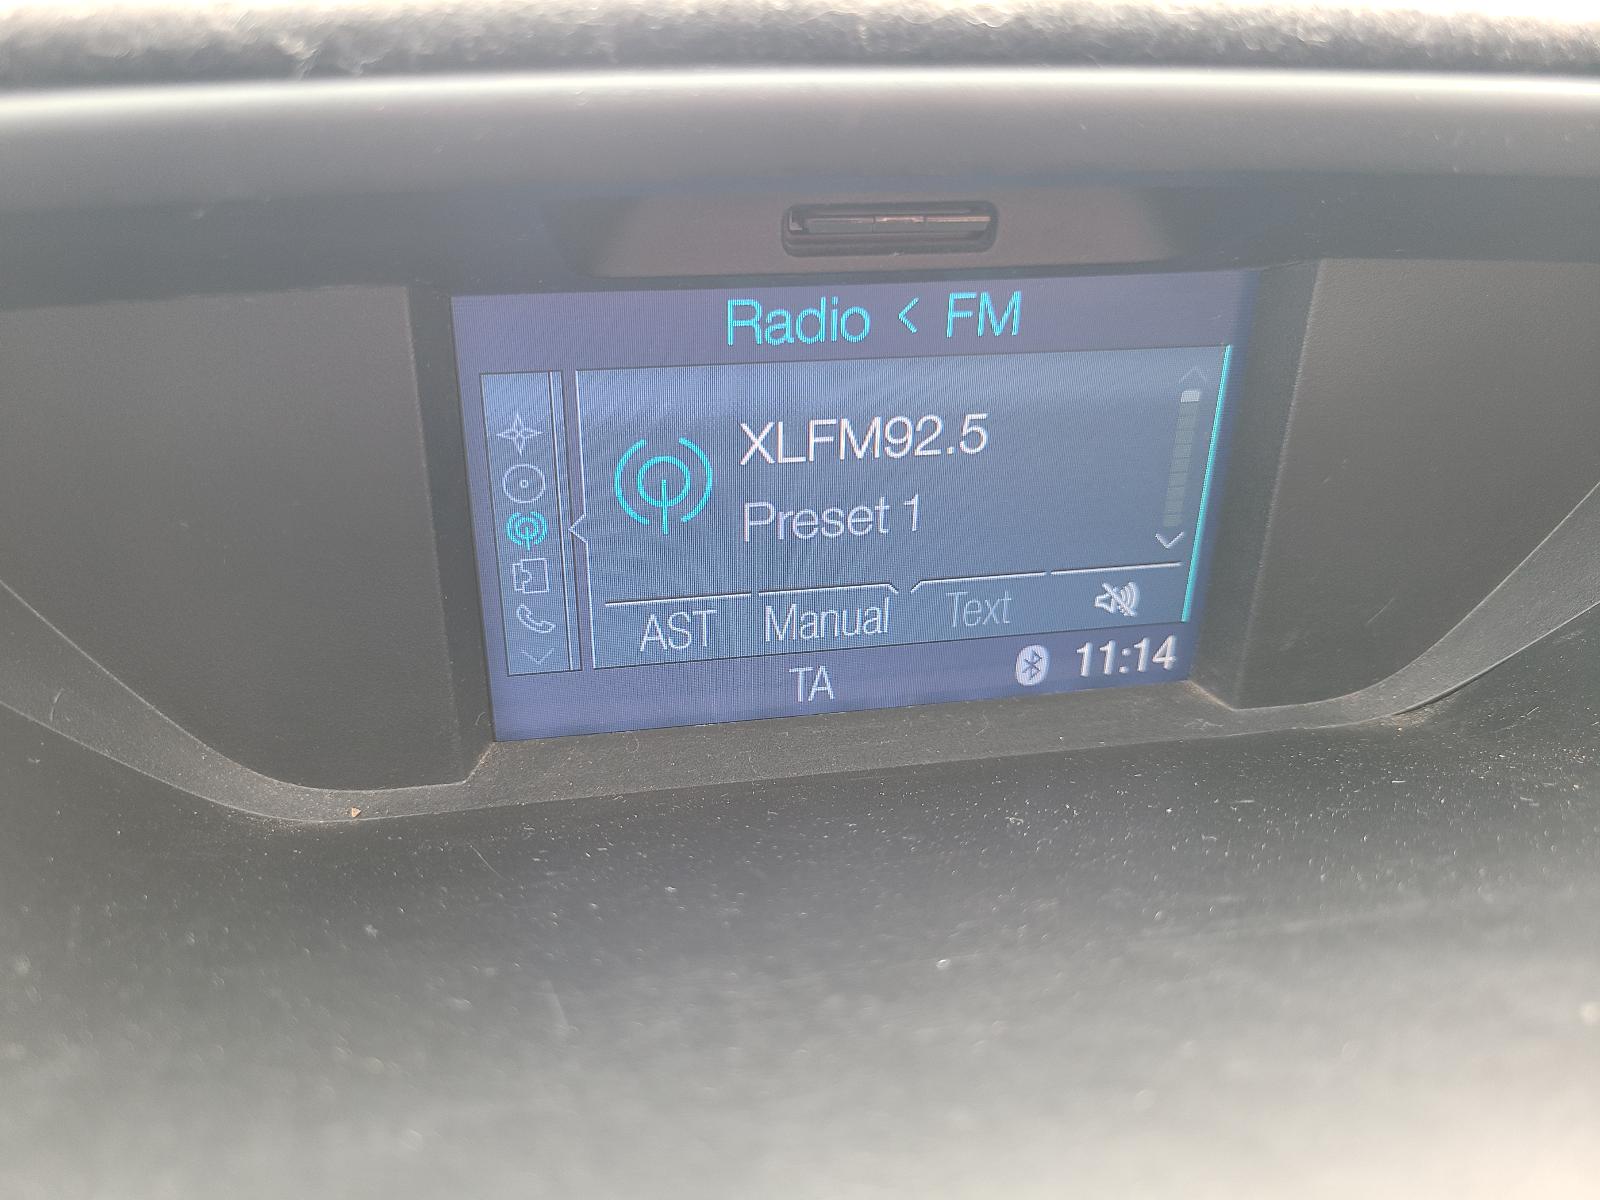 Radio < FM
XLFM92.5
Preset 1
AST Manual Text
TA 11:14